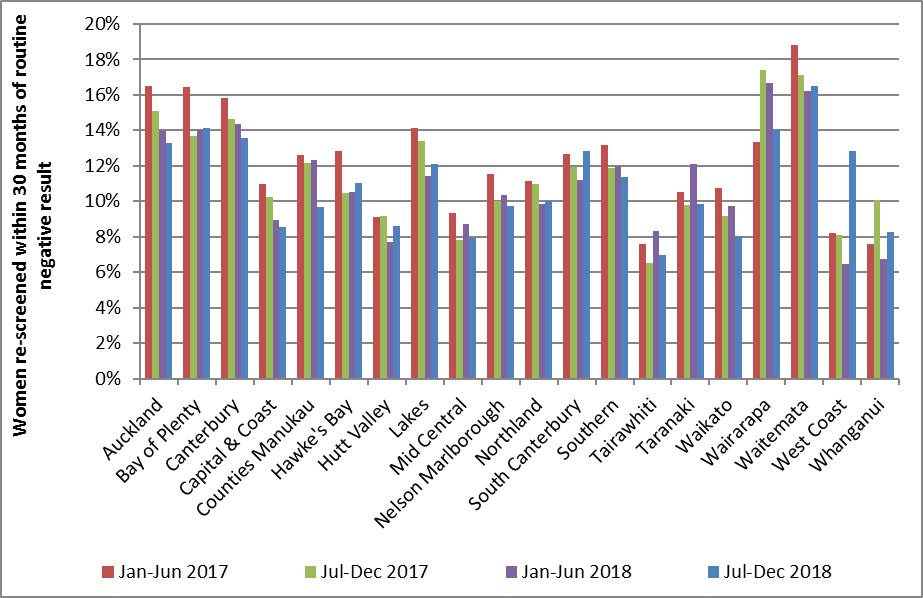 Women re-screened within 30 months of routine
negative result
20%
18%
16%
14%
12%
10%
8%
6%
4%
2%
0%
Auckland
Bay of Plenty
Canterbury
Capital & Coast
Counties Manukau
Hawke's Bay
Hutt Valley
Lakes
Mid Central
Nelson Marlborough
Northland
South Canterbury
Southern
Tairawhiti
Taranaki
Waikato
Wairarapa
Waitemata
West Coast
Whanganui
Jan-Jun 2017 Jul-Dec 2017 Jan-Jun 2018 Jul-Dec 2018